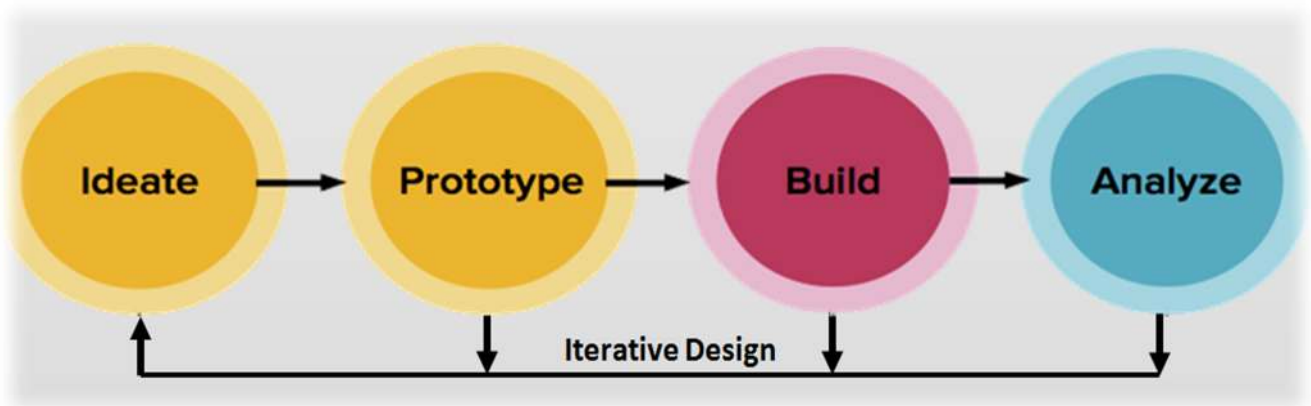 Ideate
Prototype
Build
Analyze
Iterative Design